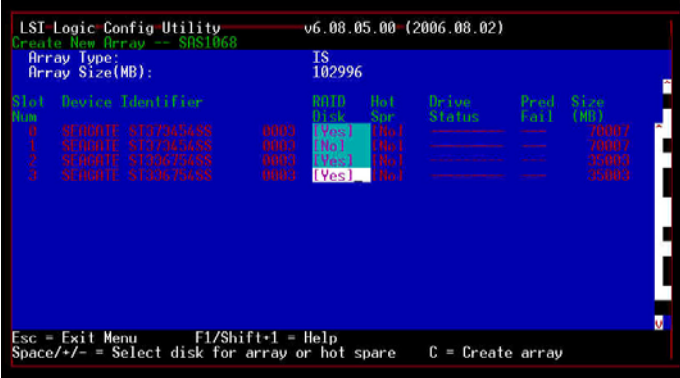 LSI Logic Config Utility v6.08.05.00 (2006.08.02)
Create New Array -- SAS1068
Array Type: IS
Array Size(MB): 102996
Slot Device Identifier RAID Hot Drive Pred Size
Num Disk Spr Status Fail (MB)
0 SEAGATE ST373454SS 0003 [Yes] [No] -------- --- 70007
1 SEAGATE ST373454SS 0003 [No] [No] -------- --- 70007
2 SEAGATE ST336754SS 0003 [Yes] [No] -------- --- 35003
3 SEAGATE ST336754SS 0003 [Yes] [No] -------- --- 35003
Esc = Exit Menu F1/Shift+1 = Help
Space/+/- = Select disk for array or hot spare C = Create array